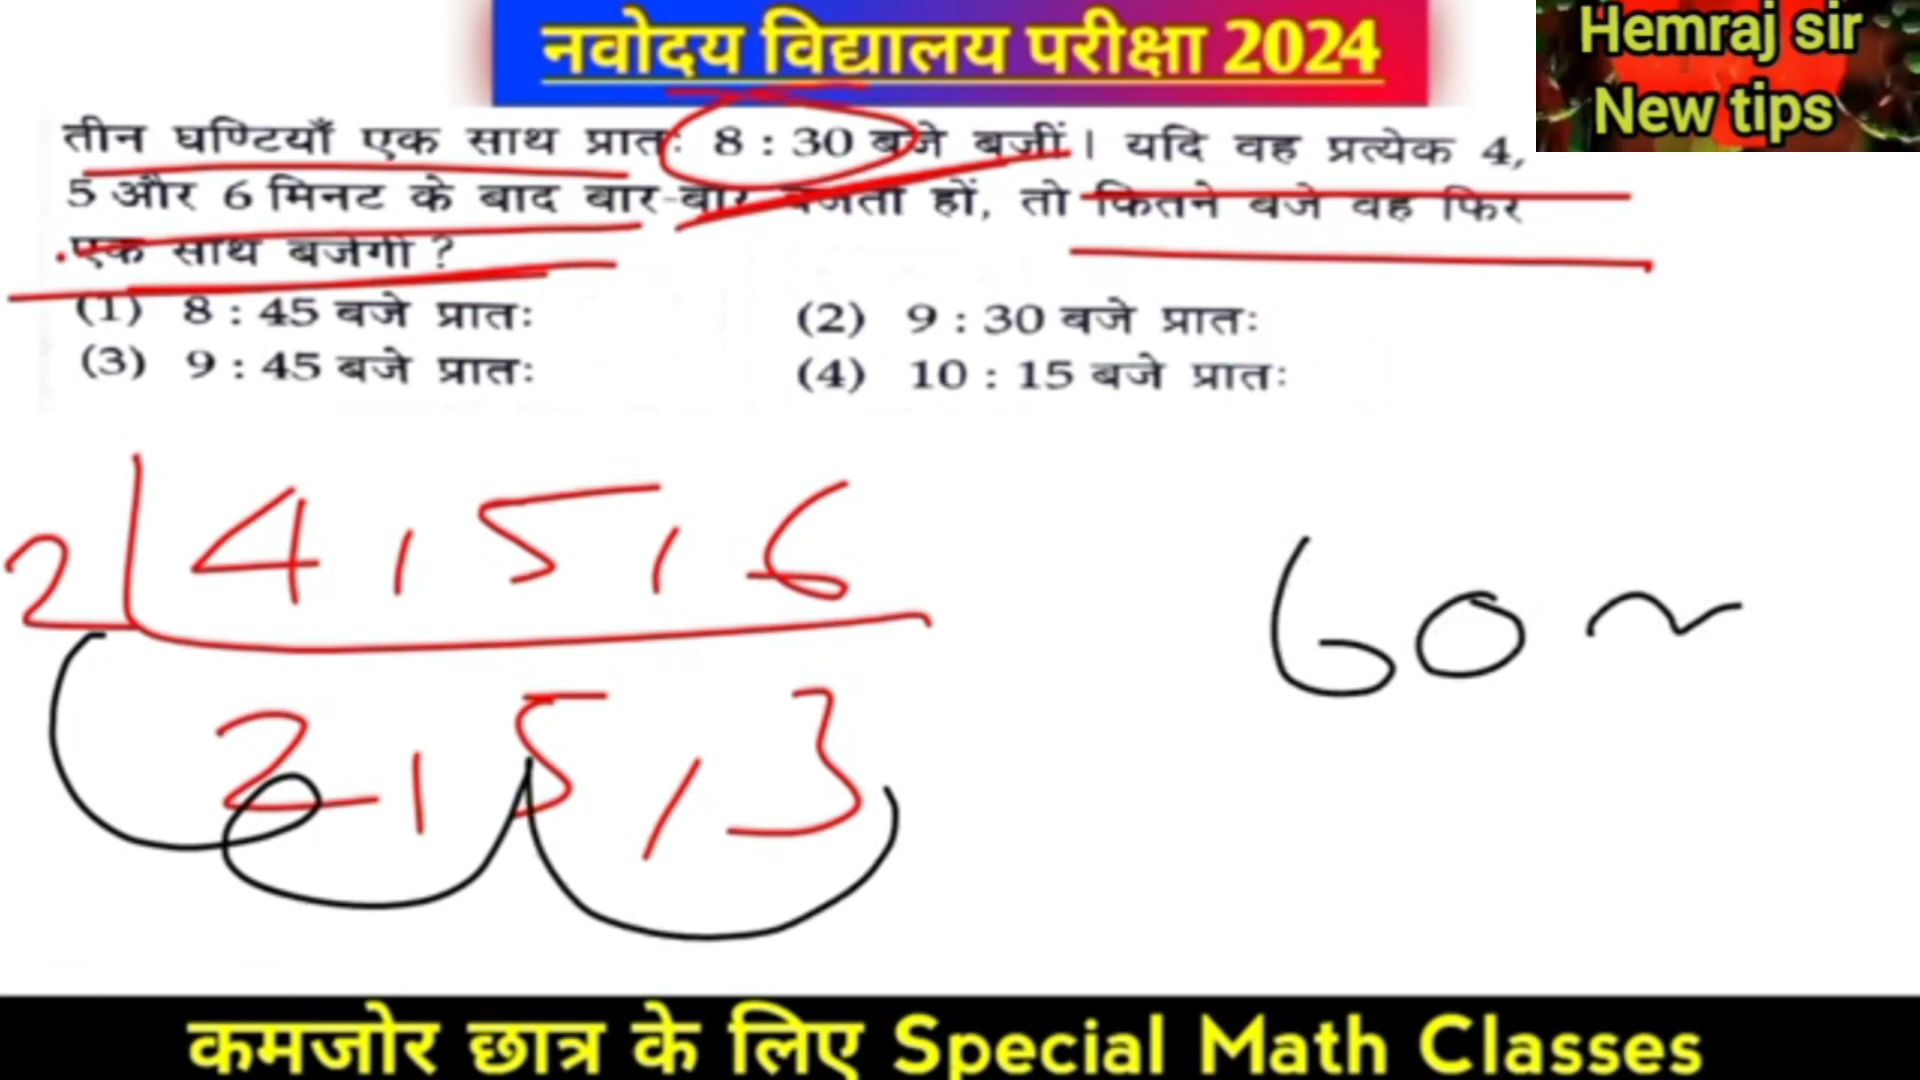 नवोदय विद्यालय परीक्षा 2024
Hemraj sir
New tips
तीन घण्टियाँ एक साथ प्रातः 8 : 30 बजे बजीं। यदि वह प्रत्येक 4,
5 और 6 मिनट के बाद बार-बार बजती हों, तो कितने बजे वह फिर
एक साथ बजेंगी ?
(1) 8 : 45 बजे प्रातः (2) 9 : 30 बजे प्रातः
(3) 9 : 45 बजे प्रातः (4) 10 : 15 बजे प्रातः
2 4, 5, 6
2, 5, 3
60
कमजोर छात्र के लिए Special Math Classes